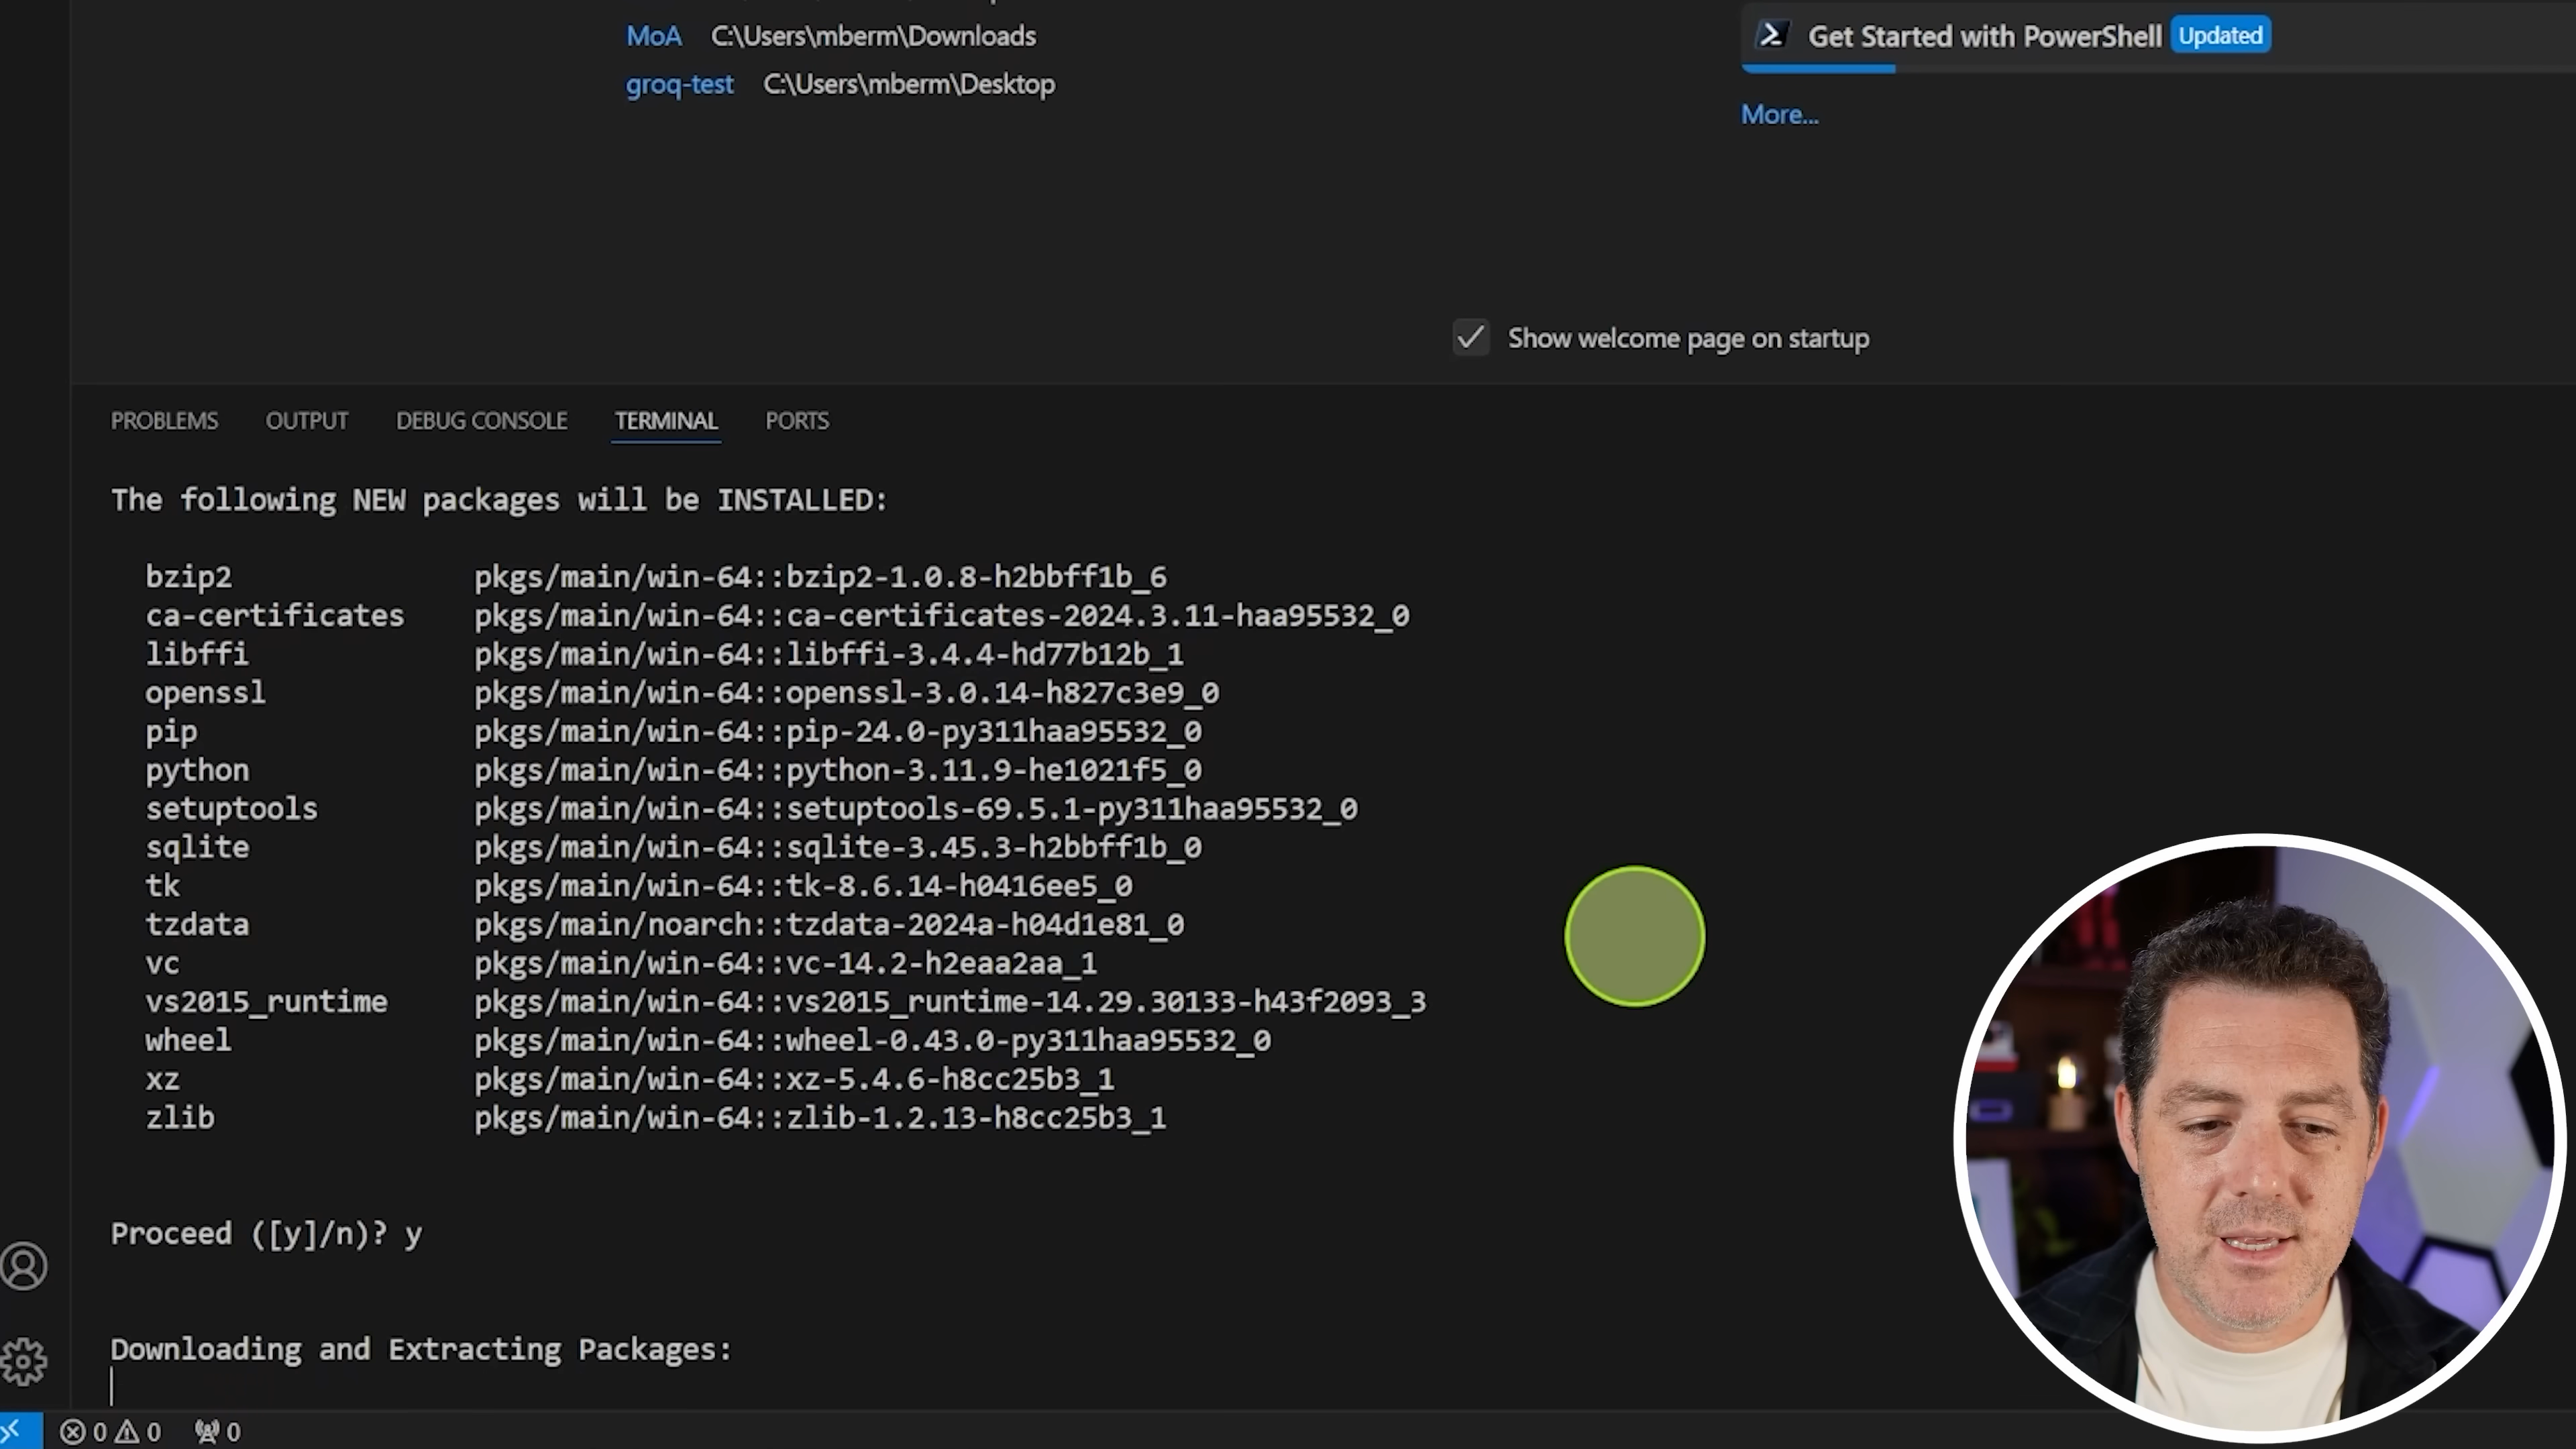 MoA C:\Users\mberm\Downloads
groq-test C:\Users\mberm\Desktop
Get Started with PowerShell Updated
More...
Show welcome page on startup
PROBLEMS OUTPUT DEBUG CONSOLE TERMINAL PORTS
The following NEW packages will be INSTALLED:
bzip2 pkgs/main/win-64::bzip2-1.0.8-h2bbff1b_6
ca-certificates pkgs/main/win-64::ca-certificates-2024.3.11-haa95532_0
libffi pkgs/main/win-64::libffi-3.4.4-hd77b12b_1
openssl pkgs/main/win-64::openssl-3.0.14-h827c3e9_0
pip pkgs/main/win-64::pip-24.0-py311haa95532_0
python pkgs/main/win-64::python-3.11.9-he1021f5_0
setuptools pkgs/main/win-64::setuptools-69.5.1-py311haa95532_0
sqlite pkgs/main/win-64::sqlite-3.45.3-h2bbff1b_0
tk pkgs/main/win-64::tk-8.6.14-h0416ee5_0
tzdata pkgs/main/noarch::tzdata-2024a-h04d1e81_0
vc pkgs/main/win-64::vc-14.2-h2eaa2aa_1
vs2015_runtime pkgs/main/win-64::vs2015_runtime-14.29.30133-h43f2093_3
wheel pkgs/main/win-64::wheel-0.43.0-py311haa95532_0
xz pkgs/main/win-64::xz-5.4.6-h8cc25b3_1
zlib pkgs/main/win-64::zlib-1.2.13-h8cc25b3_1
Proceed ([y]/n)? y
Downloading and Extracting Packages:
0 0 0